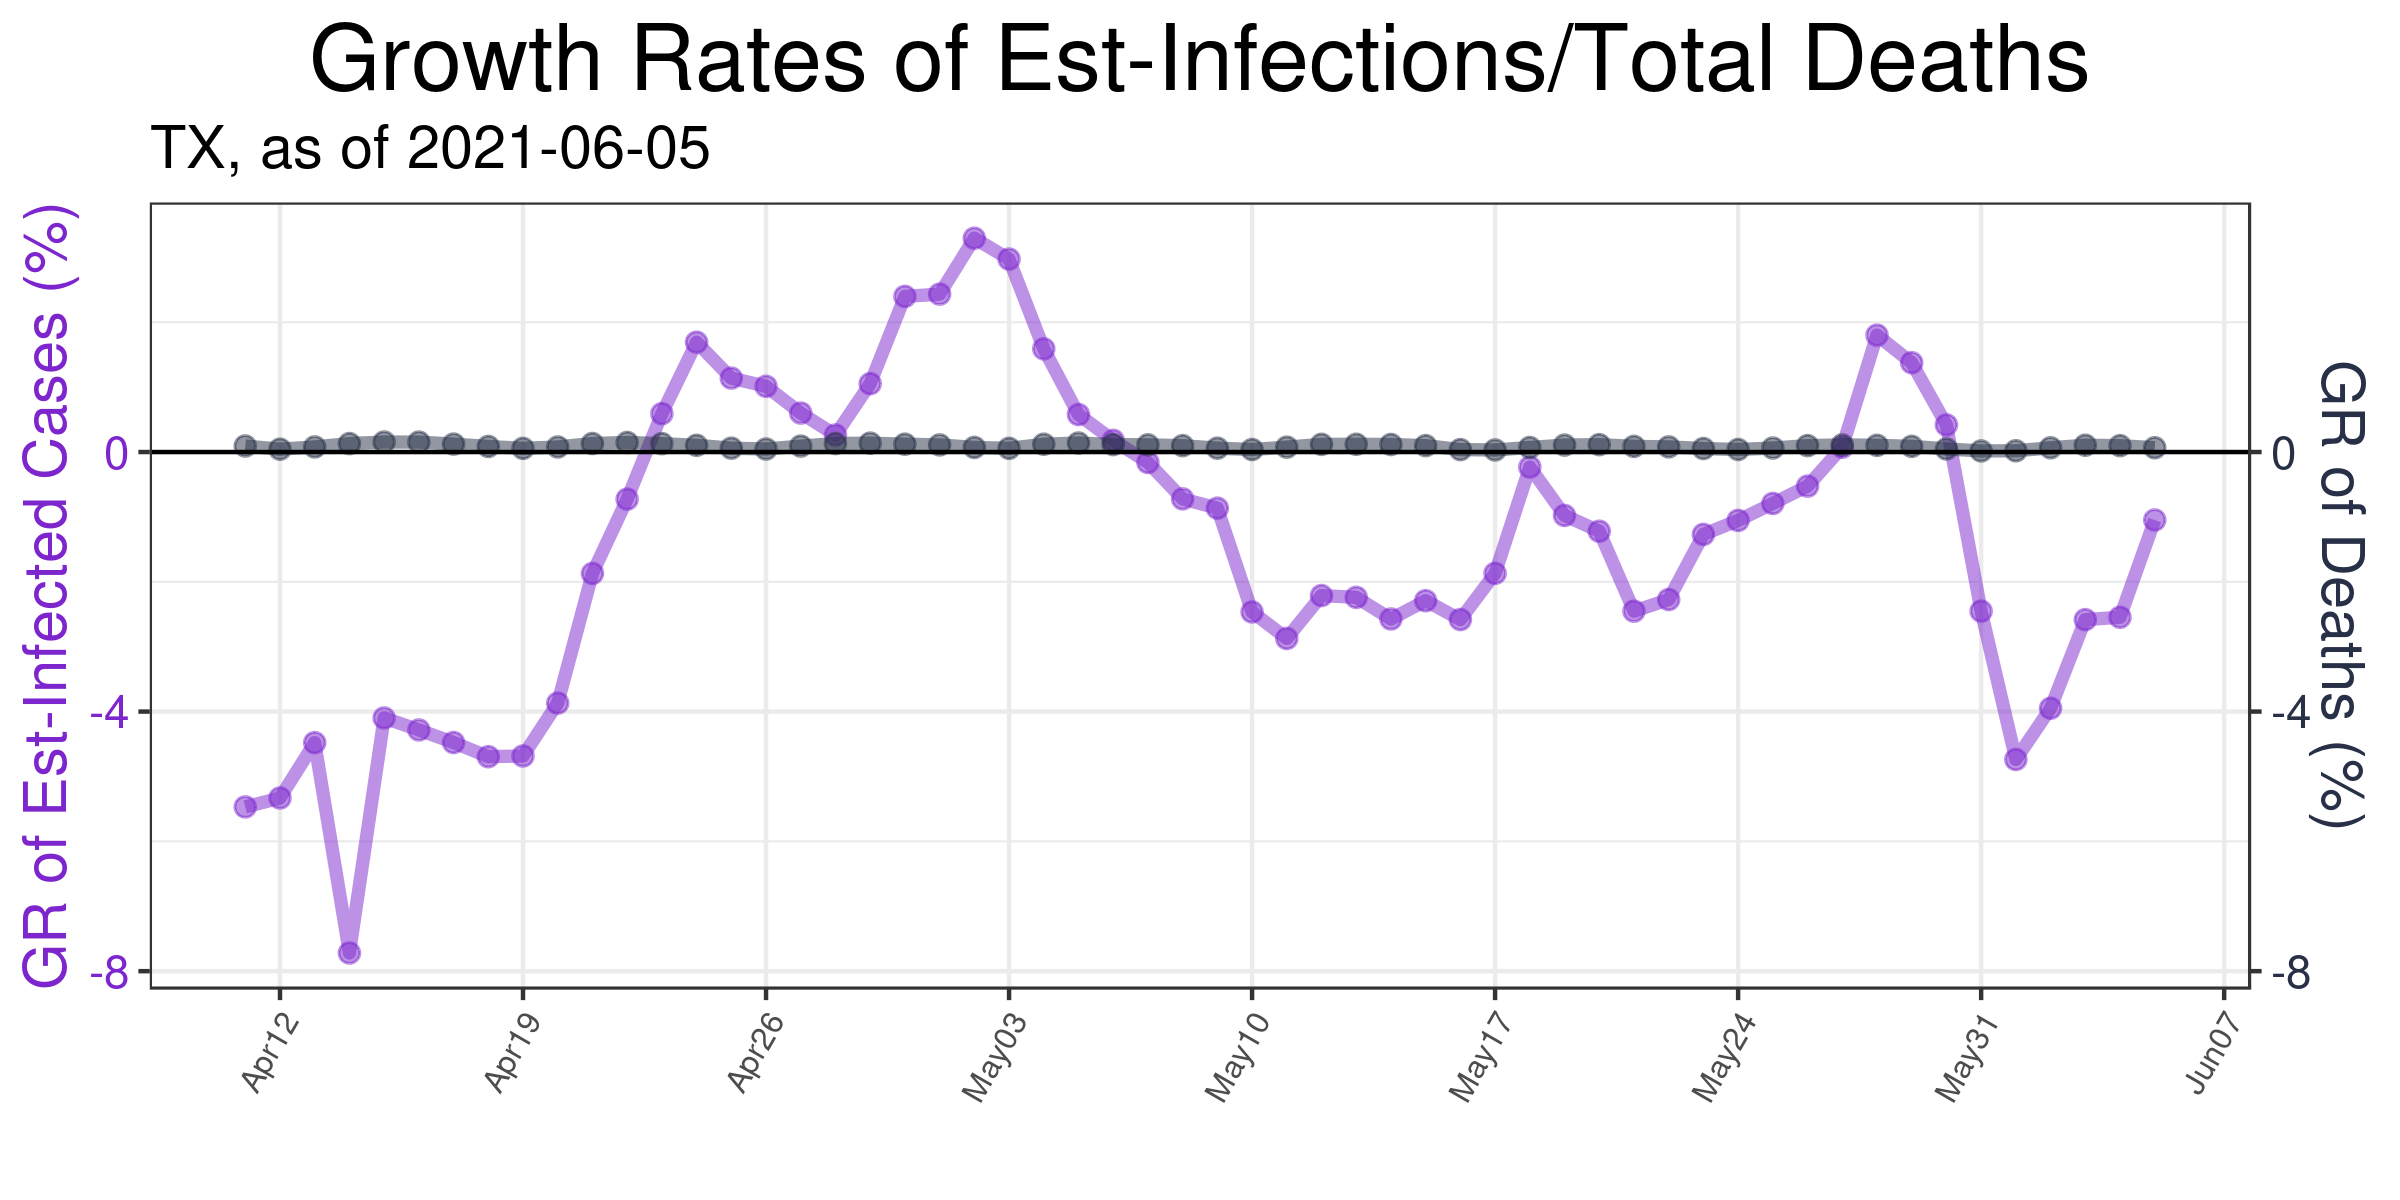 Growth Rates of Est-Infections/Total Deaths
TX, as of 2021-06-05
GR of Est-Infected Cases (%)
0
-4
-8
0
-4
-8
GR of Deaths (%)
Apr12
Apr19
Apr26
May03
May10
May17
May24
May31
Jun07